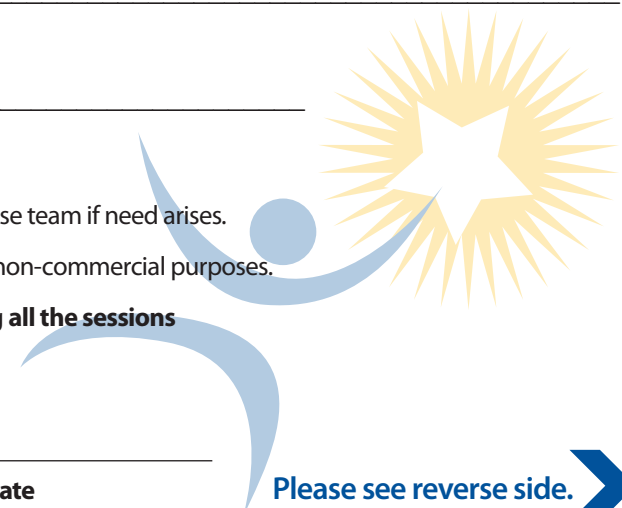 se team if need arises.
non-commercial purposes.
g all the sessions
ate
Please see reverse side.